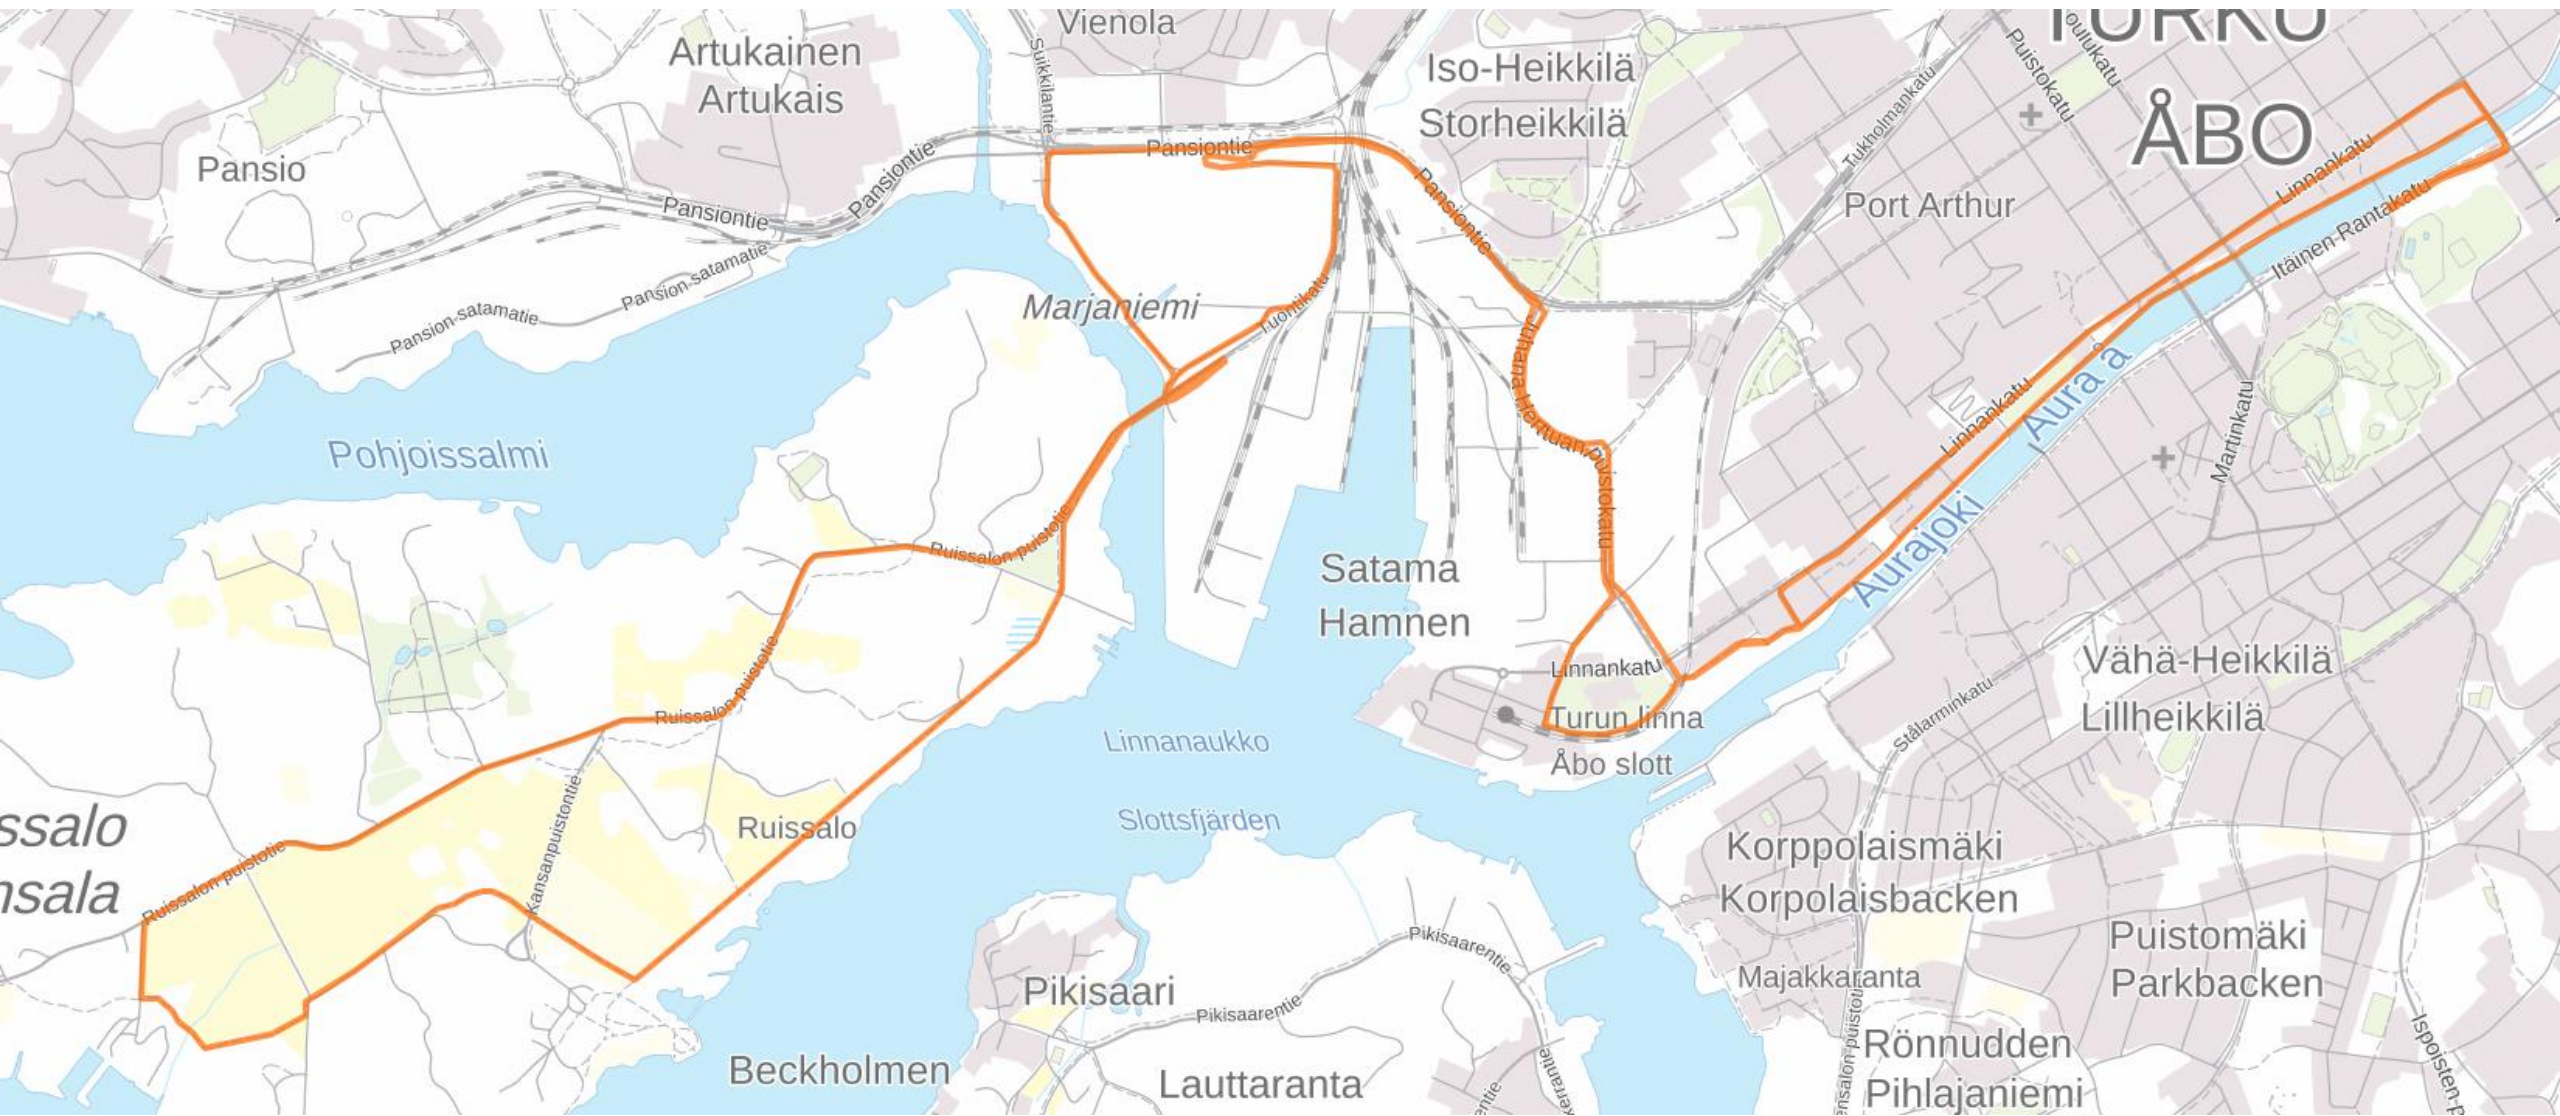 Vienola
TURKU
ÅBO
Artukainen
Artukais
Iso-Heikkilä
Storheikkilä
Suikkilantie
Puistokatu
Tukholmankatu
Pansio
Pansiontie
Pansiontie
Pansiontie
Pansiontie
Port Arthur
Linnankatu
Itäinen Rantakatu
Pansion-satamatie
Pansion-satamatie
Marjaniemi
Tuontikatu
Juhana Herttuan puistokatu
Linnankatu
Aura å
Martinkatu
Pohjoissalmi
Aurajoki
Ruissalon puistotie
Satama
Hamnen
Ruissalon puistotie
Linnankatu
Turun linna
Åbo slott
Vähä-Heikkilä
Lillheikkilä
Stålarminkatu
Linnanaukko
Slottsfjärden
Ruissalo
Kansanpuistontie
ssalo
nsala
Ruissalon puistotie
Korppolaismäki
Korpolaisbacken
Pikisaarentie
Pikisaarentie
Majakkaranta
Puistomäki
Parkbacken
Pikisaari
Beckholmen
Lauttaranta
Rönnudden
Pihlajaniemi